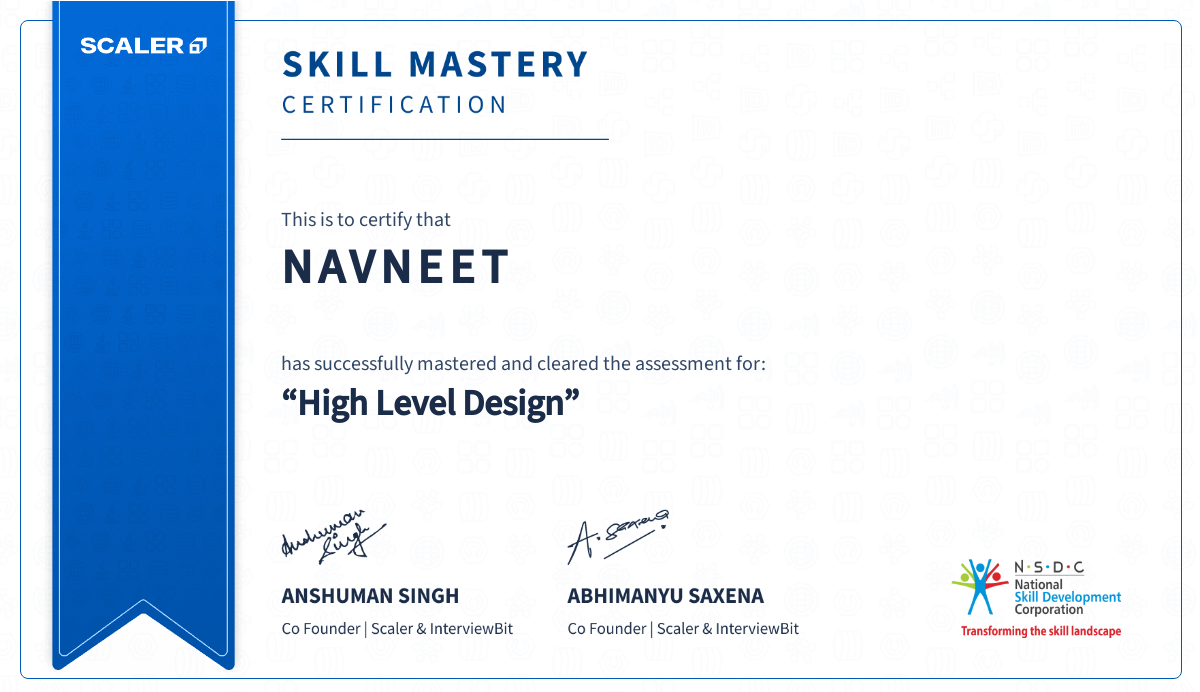 SCALER
SKILL MASTERY
CERTIFICATION
This is to certify that
NAVNEET
has successfully mastered and cleared the assessment for:
“High Level Design”
Anshuman
Singh
A. Saxena
ANSHUMAN SINGH
Co Founder | Scaler & InterviewBit
ABHIMANYU SAXENA
Co Founder | Scaler & InterviewBit
N·S·D·C
National
Skill Development
Corporation
Transforming the skill landscape